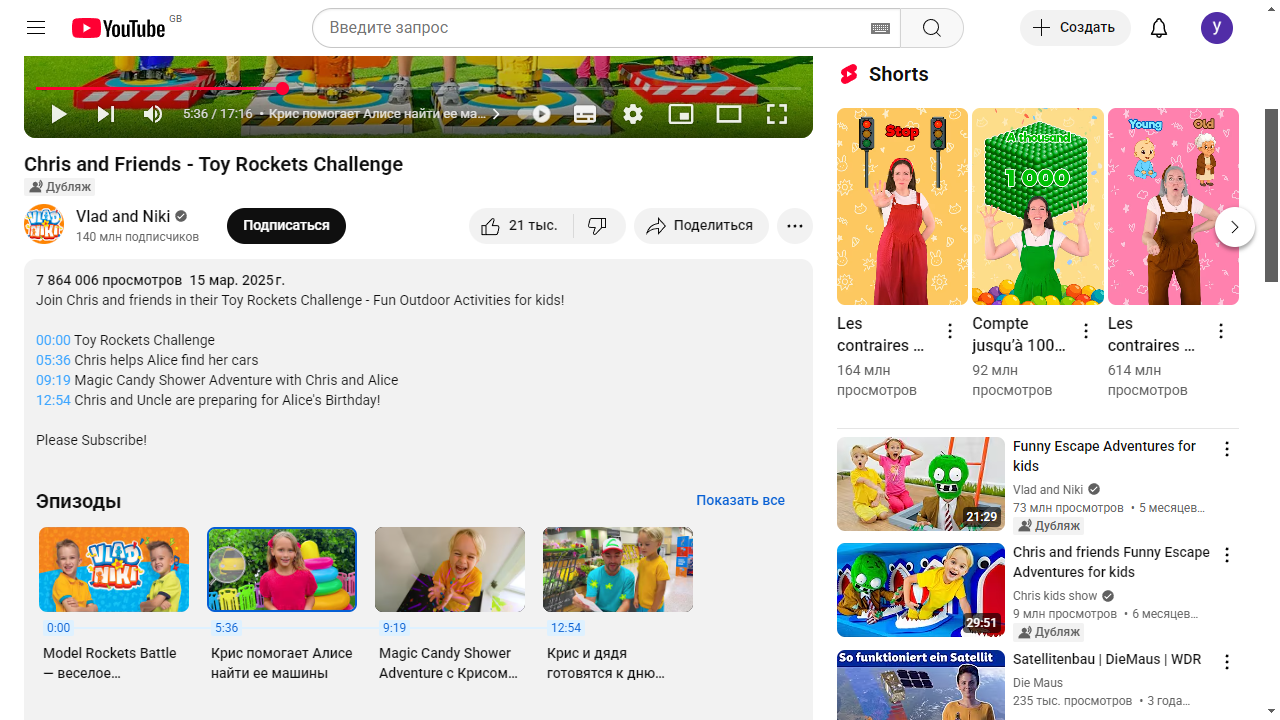 YouTube GB
Введите запрос
Создать
y
5:36 / 17:16 • Крис помогает Алисе найти ее ма...
Chris and Friends - Toy Rockets Challenge
Дубляж
VLAD NIKI
Vlad and Niki
140 млн подписчиков
Подписаться
21 тыс.
Поделиться
7 864 006 просмотров 15 мар. 2025 г.
Join Chris and friends in their Toy Rockets Challenge - Fun Outdoor Activities for kids!
00:00 Toy Rockets Challenge
05:36 Chris helps Alice find her cars
09:19 Magic Candy Shower Adventure with Chris and Alice
12:54 Chris and Uncle are preparing for Alice's Birthday!
Please Subscribe!
Эпизоды
Показать все
VLAD NIKI
0:00
5:36
9:19
12:54
Model Rockets Battle
— веселое...
Крис помогает Алисе
найти ее машины
Magic Candy Shower
Adventure с Крисом...
Крис и дядя
готовятся к дню...
Shorts
Stop
A thousand
1 000
Young
Old
Les
contraires ...
164 млн
просмотров
Compte
jusqu'à 100...
92 млн
просмотров
Les
contraires ...
614 млн
просмотров
21:29
Funny Escape Adventures for
kids
Vlad and Niki
73 млн просмотров • 5 месяцев...
Дубляж
29:51
Chris and friends Funny Escape
Adventures for kids
Chris kids show
9 млн просмотров • 6 месяцев...
Дубляж
So funktioniert ein Satellit
Satellitenbau | DieMaus | WDR
Die Maus
235 тыс. просмотров • 3 года...